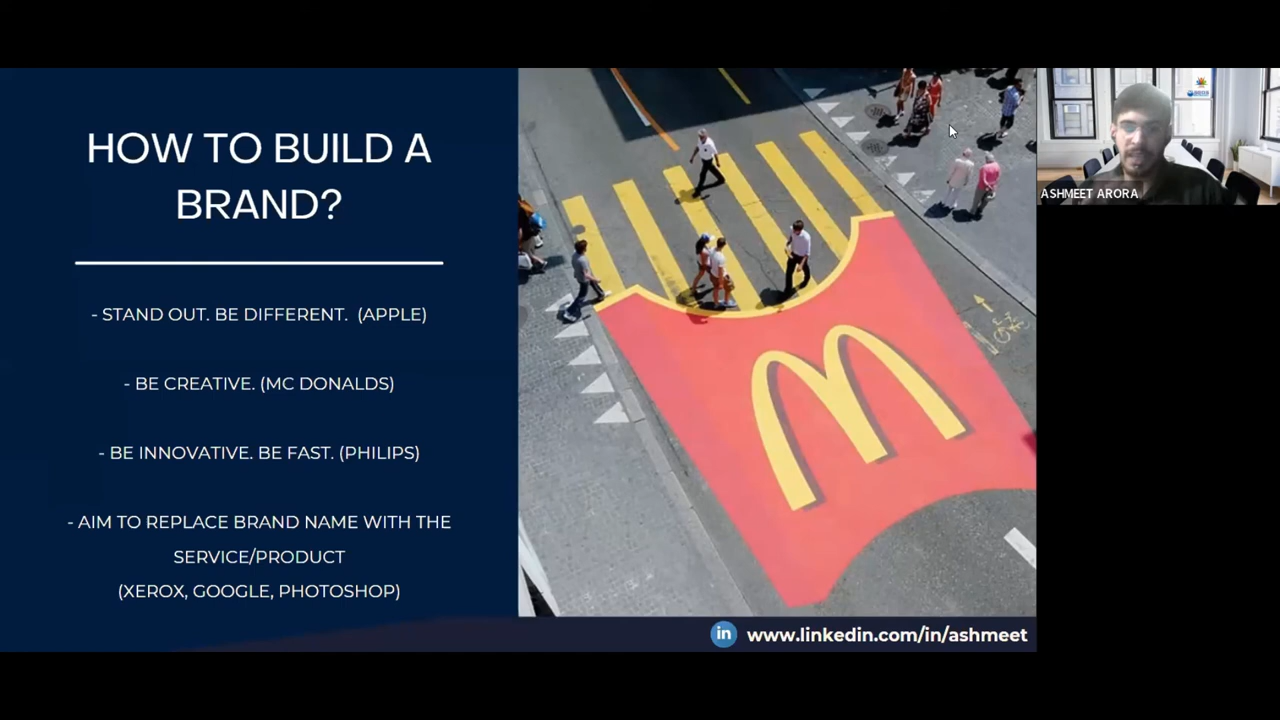 HOW TO BUILD A
BRAND?
- STAND OUT. BE DIFFERENT. (APPLE)
- BE CREATIVE. (MC DONALDS)
- BE INNOVATIVE. BE FAST. (PHILIPS)
- AIM TO REPLACE BRAND NAME WITH THE
SERVICE/PRODUCT
(XEROX, GOOGLE, PHOTOSHOP)
in www.linkedin.com/in/ashmeet
ASHMEET ARORA